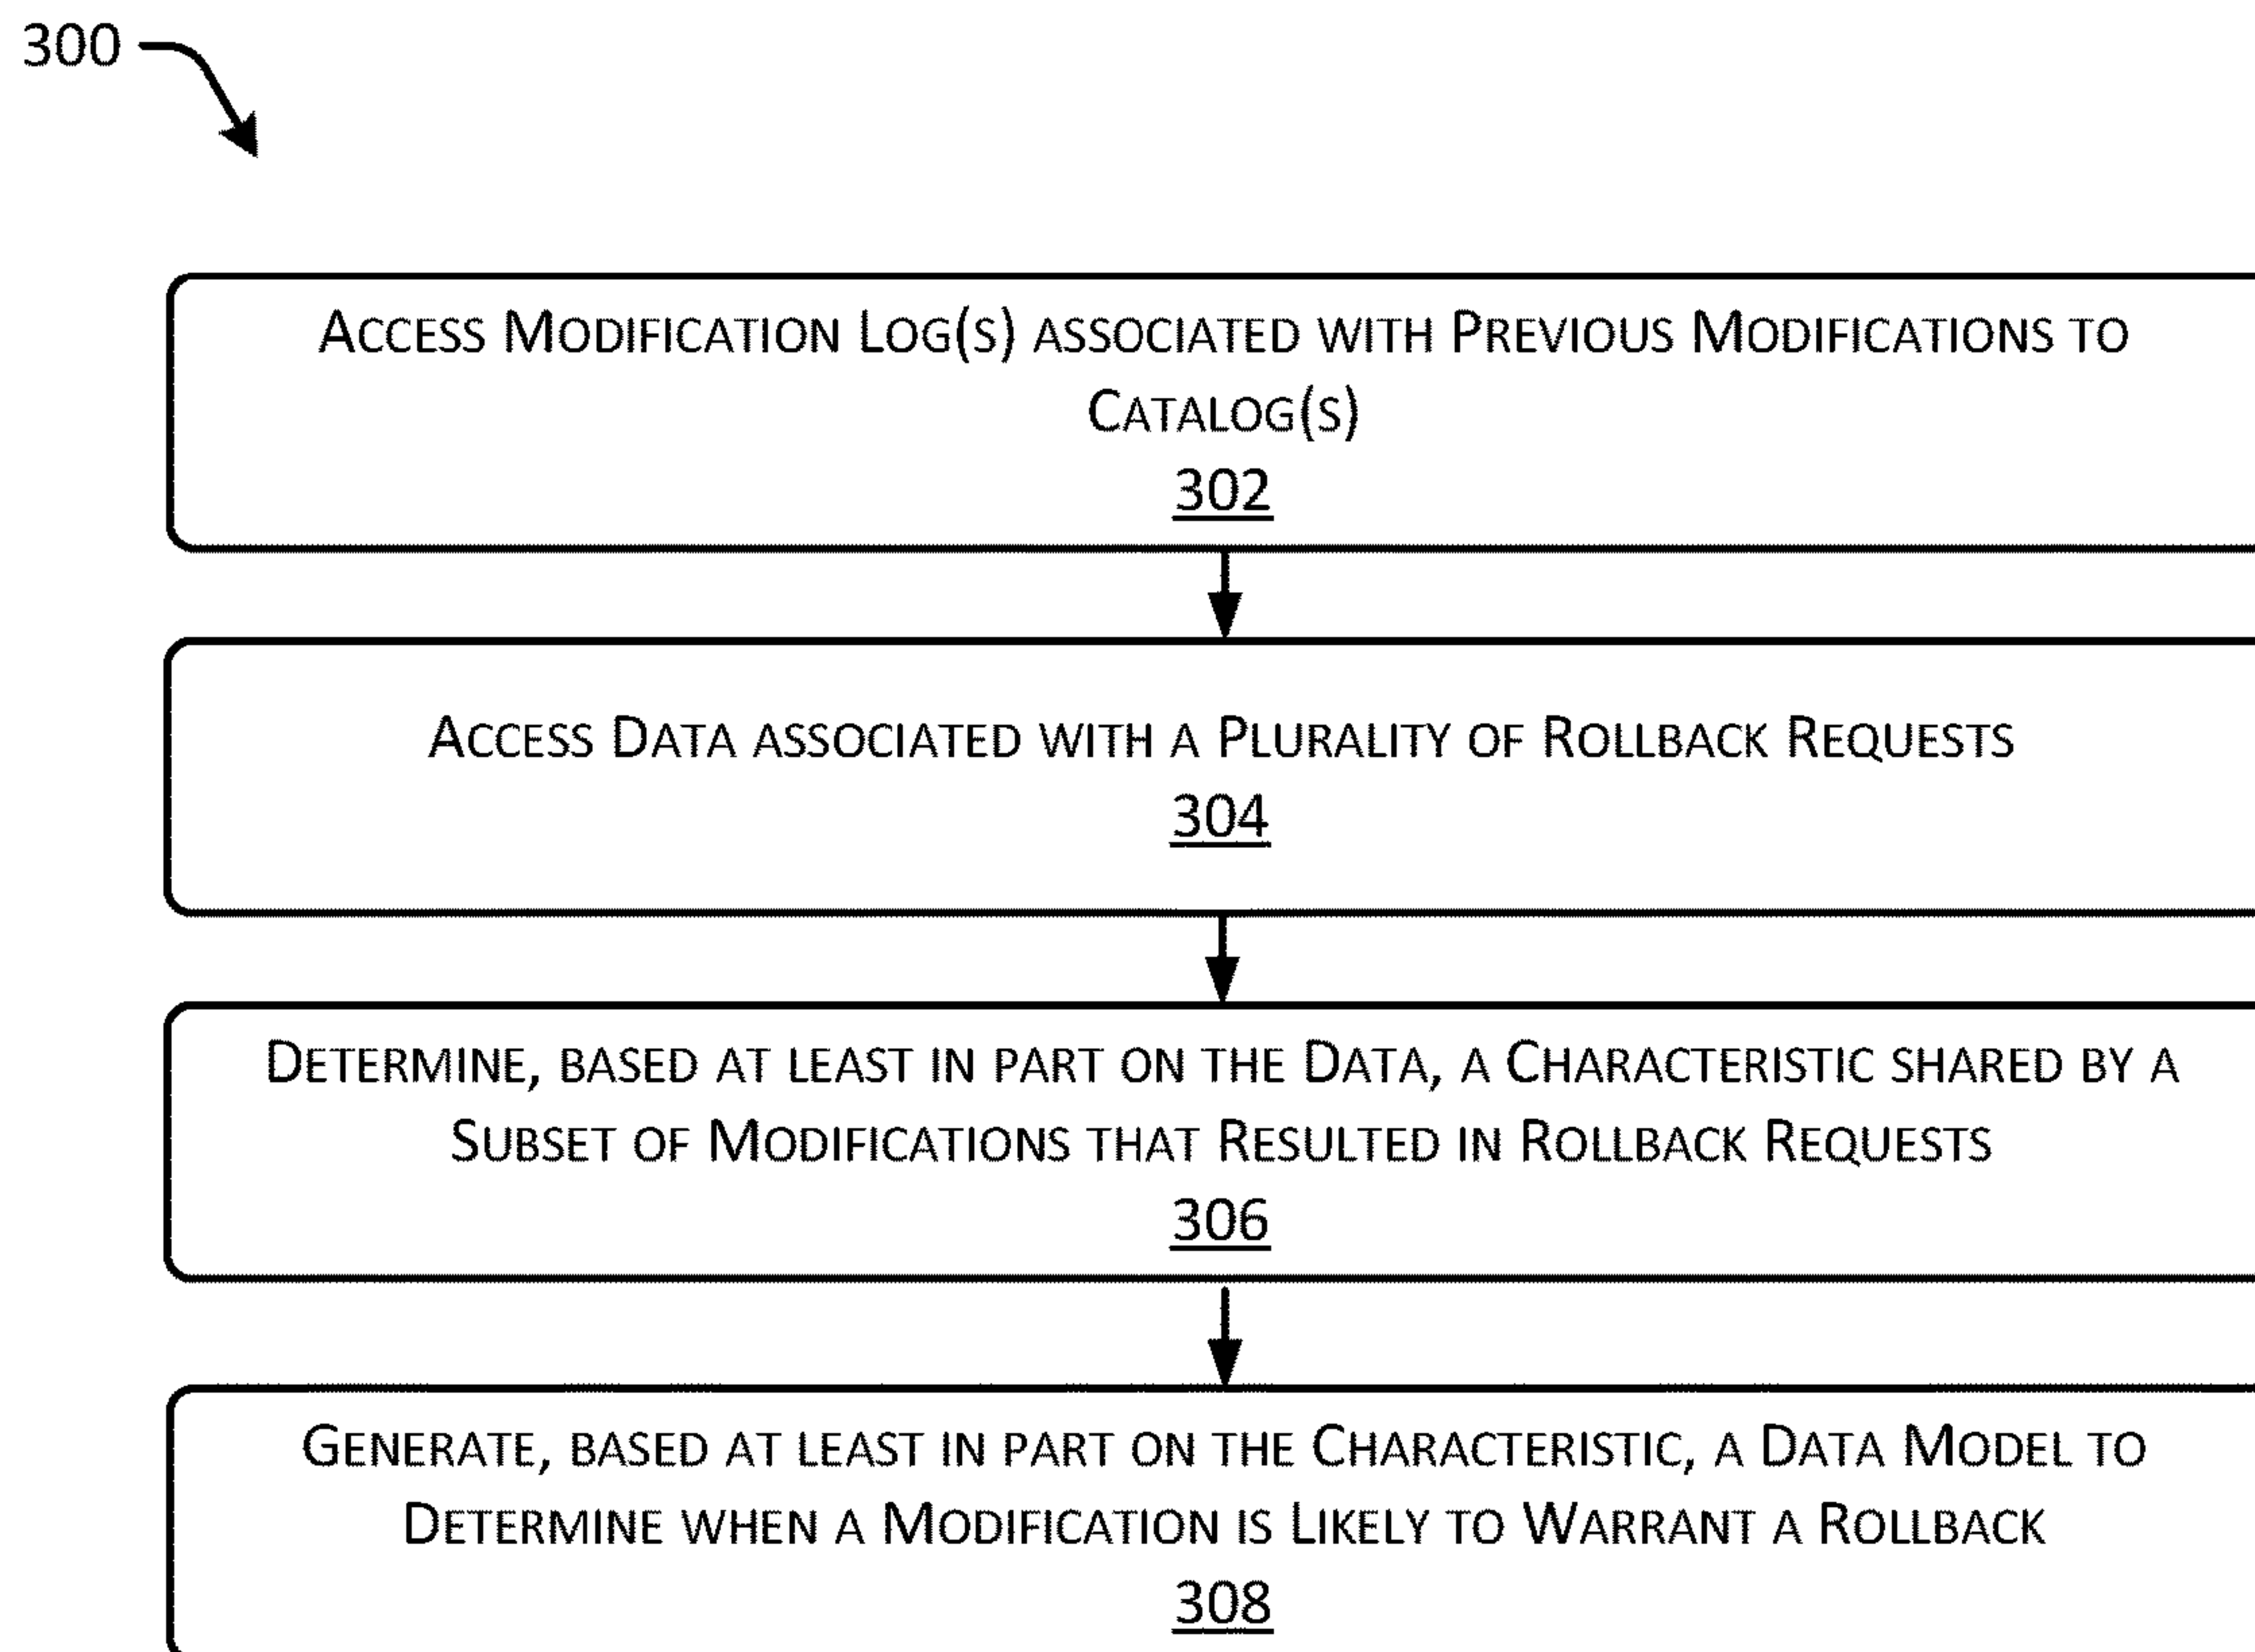 300
Access Modification Log(s) associated with Previous Modifications to
Catalog(s)
302
Access Data associated with a Plurality of Rollback Requests
304
Determine, based at least in part on the Data, a Characteristic shared by a
Subset of Modifications that Resulted in Rollback Requests
306
Generate, based at least in part on the Characteristic, a Data Model to
Determine when a Modification is Likely to Warrant a Rollback
308